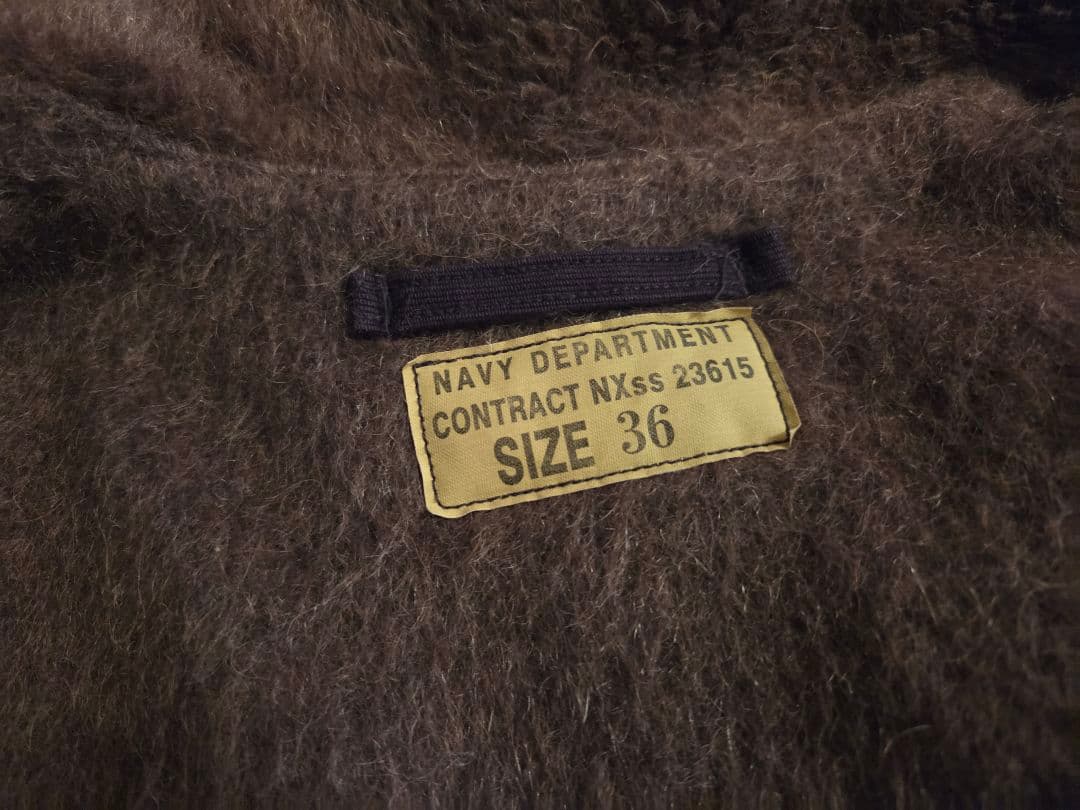 NAVY DEPARTMENT
CONTRACT NXss 23615
SIZE 36